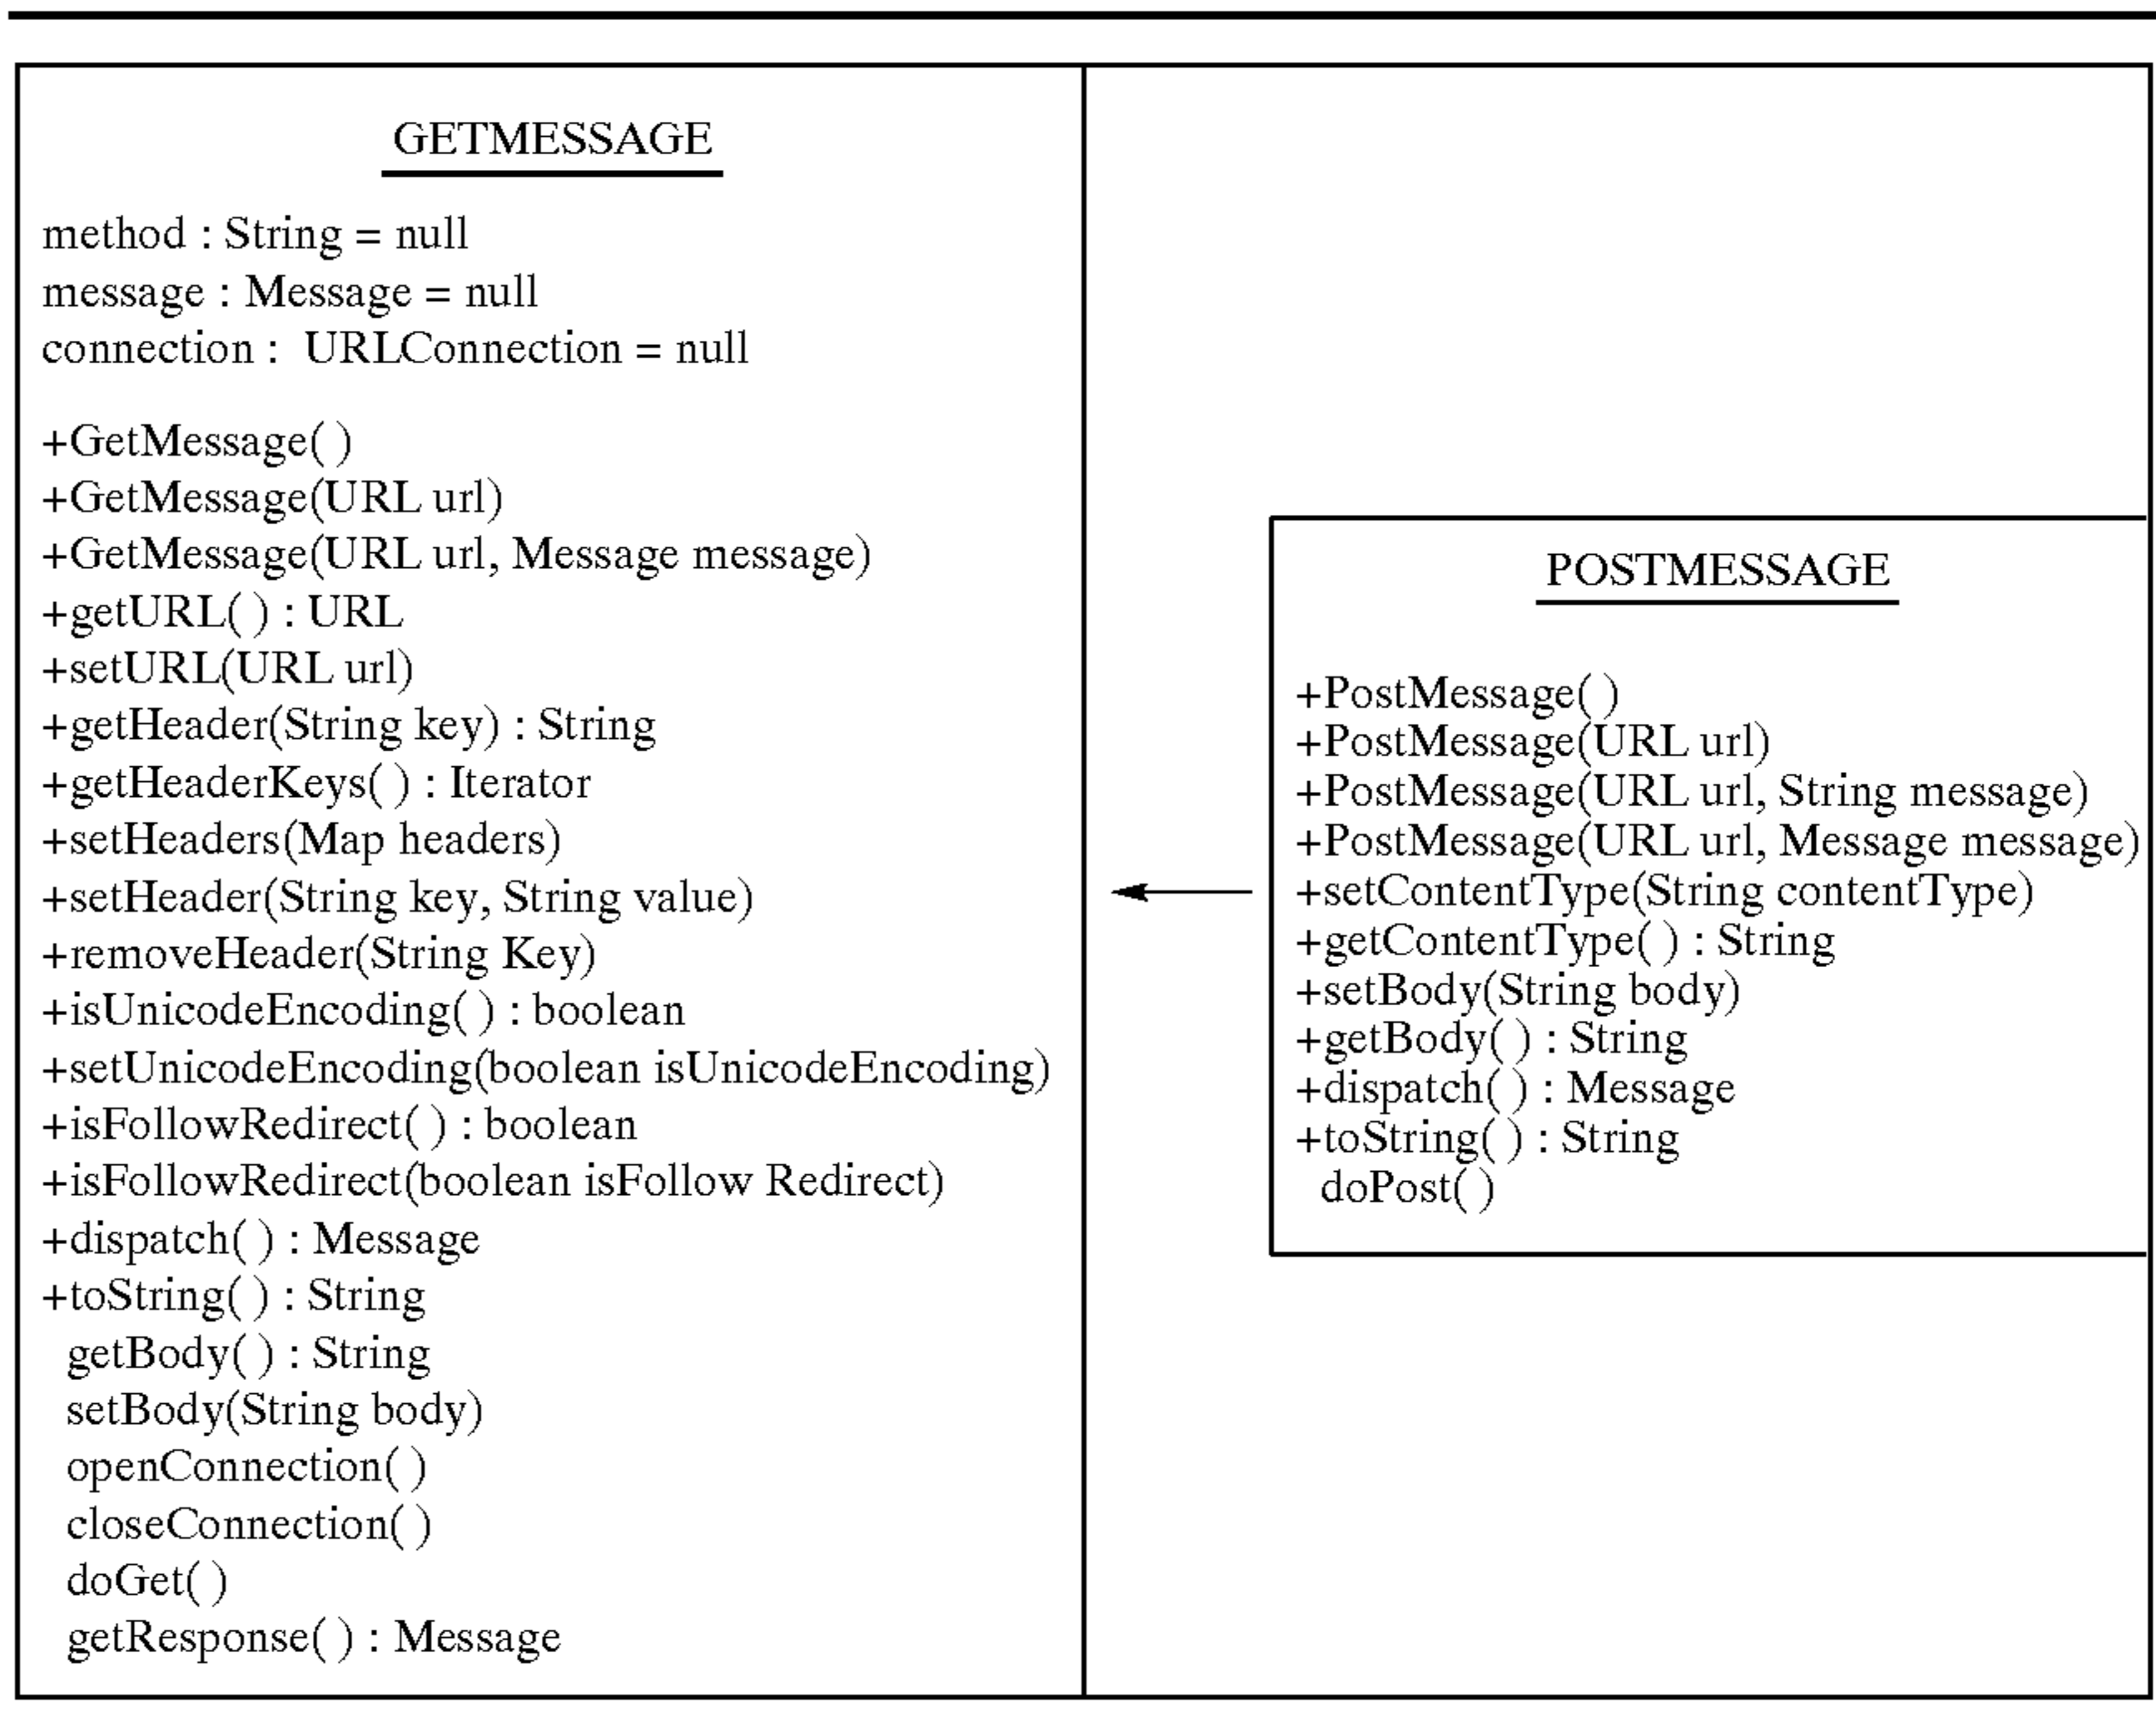 GETMESSAGE
method : String = null
message : Message = null
connection :  URLConnection = null
+GetMessage( )
+GetMessage(URL url)
+GetMessage(URL url, Message message)
+getURL( ) : URL
+setURL(URL url)
+getHeader(String key) : String
+getHeaderKeys( ) : Iterator
+setHeaders(Map headers)
+setHeader(String key, String value)
+removeHeader(String Key)
+isUnicodeEncoding( ) : boolean
+setUnicodeEncoding(boolean isUnicodeEncoding)
+isFollowRedirect( ) : boolean
+isFollowRedirect(boolean isFollow Redirect)
+dispatch( ) : Message
+toString( ) : String
getBody( ) : String
setBody(String body)
openConnection( )
closeConnection( )
doGet( )
getResponse( ) : Message
POSTMESSAGE
+PostMessage( )
+PostMessage(URL url)
+PostMessage(URL url, String message)
+PostMessage(URL url, Message message)
+setContentType(String contentType)
+getContentType( ) : String
+setBody(String body)
+getBody( ) : String
+dispatch( ) : Message
+toString( ) : String
doPost( )